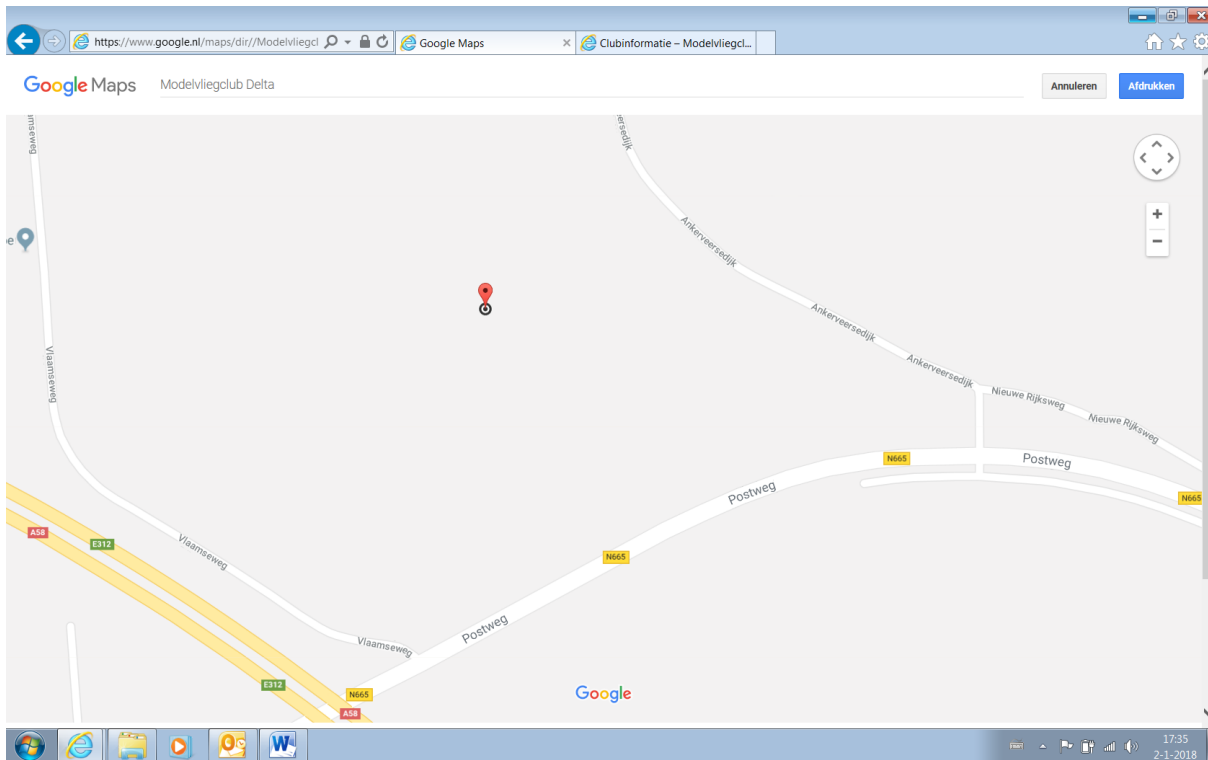 https://www.google.nl/maps/dir//Modelvliegcl
Google Maps
Clubinformatie – Modelvliegcl...
Google Maps
Modelvliegclub Delta
Annuleren
Afdrukken
Ankerveersedijk
Vlaamseweg
Ankerveersedijk
Ankerveersedijk
Vlaamseweg
Ankerveersedijk
Nieuwe Rijksweg
Nieuwe Rijksweg
N665
Postweg
Postweg
N665
A58
E312
Vlaamseweg
N665
Postweg
Vlaamseweg
E312
N665
A58
Google
17:35
2-1-2018